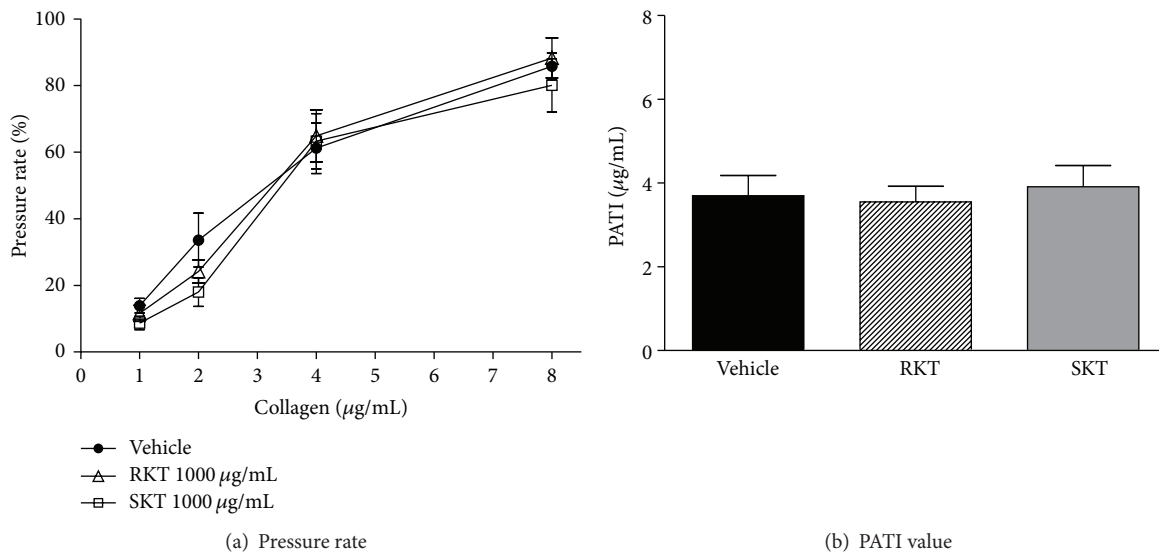 100
80
60
40
20
0
Pressure rate (%)
0 1 2 3 4 5 6 7 8
Collagen (μg/mL)
Vehicle
RKT 1000 μg/mL
SKT 1000 μg/mL
(a) Pressure rate
8
6
4
2
0
PATI (μg/mL)
Vehicle RKT SKT
(b) PATI value